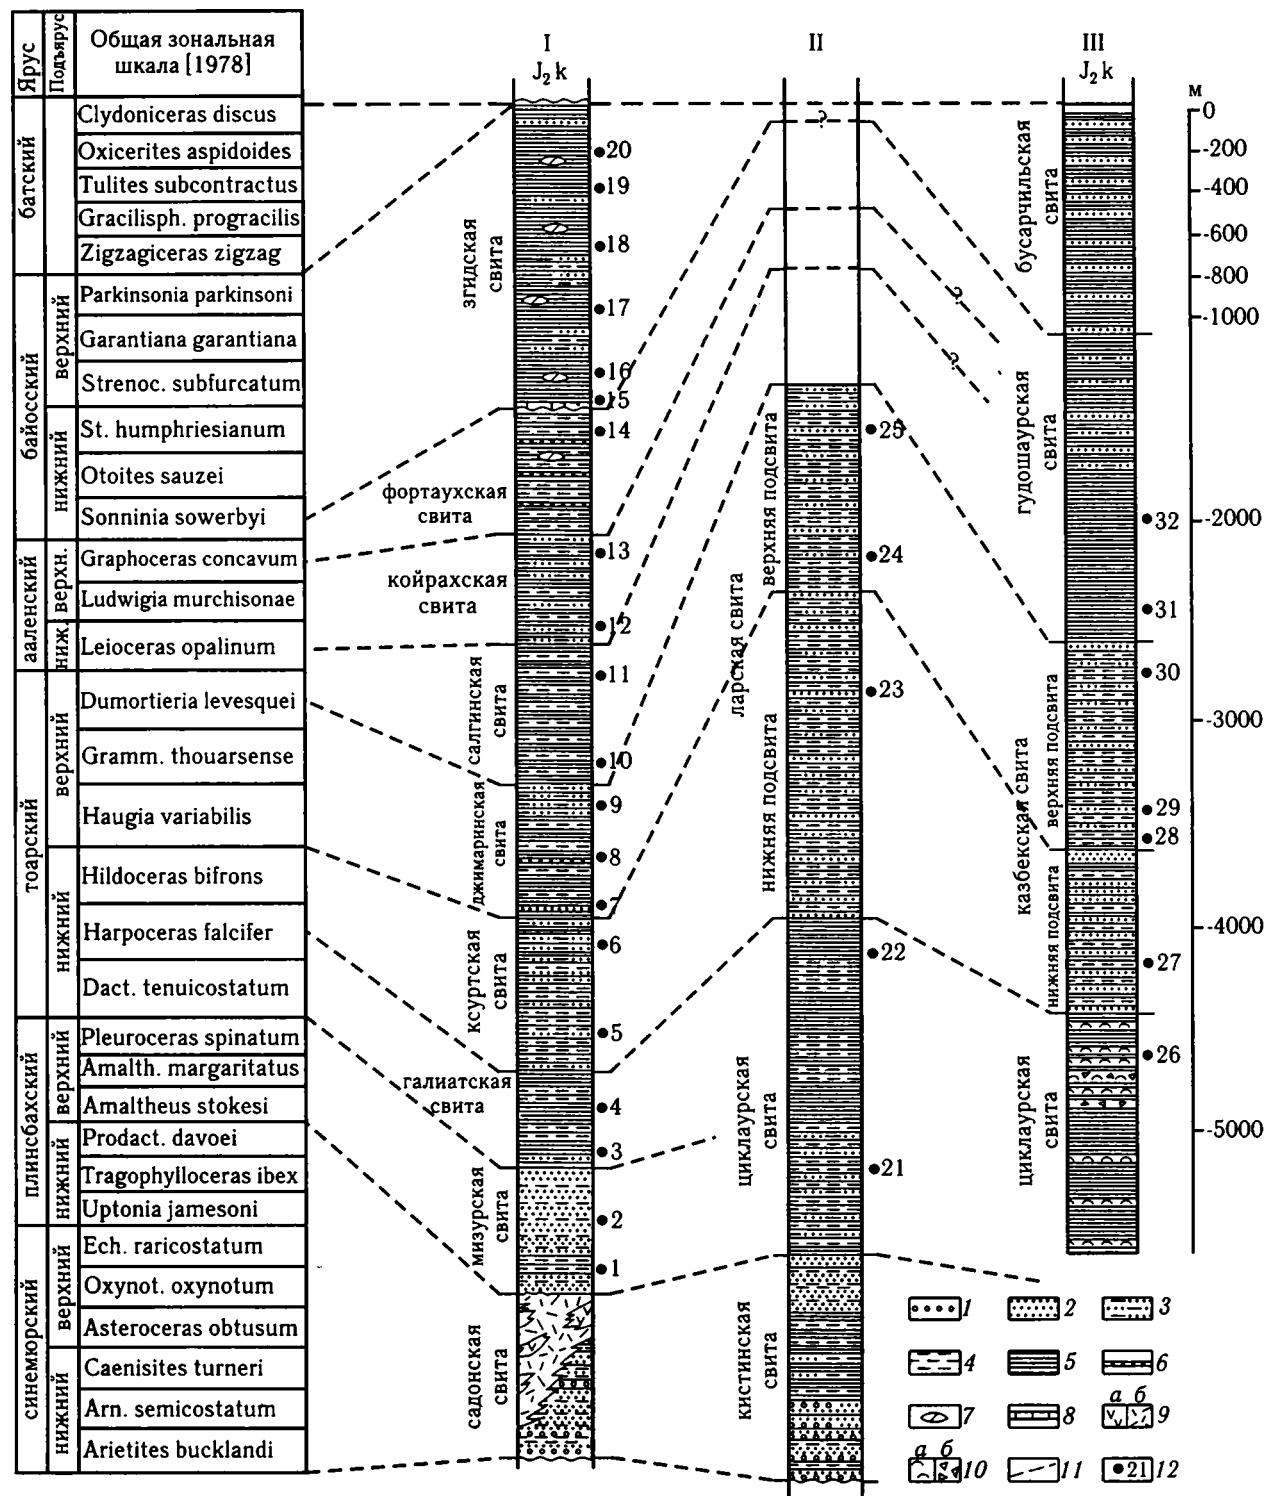 Ярус
Подъярус
Общая зональная
шкала [1978]
батский
Clydoniceras discus
Oxicerites aspidoides
Tulites subcontractus
Gracilisph. progracilis
Zigzagiceras zigzag
байосский
верхний
Parkinsonia parkinsoni
Garantiana garantiana
Strenoc. subfurcatum
нижний
St. humphriesianum
Otoites sauzei
Sonninia sowerbyi
ааленский
верхн.
Graphoceras concavum
Ludwigia murchisonae
ниж.
Leioceras opalinum
тоарский
верхний
Dumortieria levesquei
Gramm. thouarsense
Haugia variabilis
нижний
Hildoceras bifrons
Harpoceras falcifer
Dact. tenuicostatum
плинсбахский
верхний
Pleuroceras spinatum
Amalth. margaritatus
Amaltheus stokesi
нижний
Prodact. davoei
Tragophylloceras ibex
Uptonia jamesoni
синемюрский
верхний
Ech. raricostatum
Oxynot. oxynotum
Asteroceras obtusum
нижний
Caenisites turneri
Arn. semicostatum
Arietites bucklandi
I
J₂ k
згидская
свита
фортаухская
свита
койрахская
свита
салгинская
свита
джимаринская
свита
ксуртская
свита
галиатская
свита
мизурская
свита
садонская
свита
20
19
18
17
16
15
14
13
12
11
10
9
8
7
6
5
4
3
2
1
II
?
ларская свита
верхняя подсвита
нижняя подсвита
циклаурская
свита
кистинская
свита
25
24
23
22
21
?
?
III
J₂ k
бусарчильская
свита
гудошаурская
свита
казбекская свита
верхняя подсвита
нижняя подсвита
циклаурская
свита
32
31
30
29
28
27
26
м
0
-200
-400
-600
-800
-1000
-2000
-3000
-4000
-5000
1 2 3
4 5 6
а б
7 8 9
а б
10 11 21 12